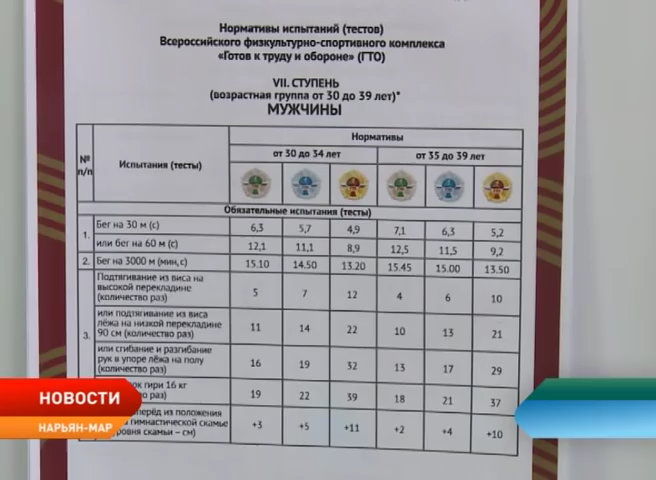 Нормативы испытаний (тестов)
Всероссийского физкультурно-спортивного комплекса
«Готов к труду и обороне» (ГТО)
VII. СТУПЕНЬ
(возрастная группа от 30 до 39 лет)*
МУЖЧИНЫ
№ п/п Испытания (тесты) Нормативы
от 30 до 34 лет от 35 до 39 лет
Обязательные испытания (тесты)
1. Бег на 30 м (с) 6,3 5,7 4,9 7,1 6,3 5,2
или бег на 60 м (с) 12,1 11,1 8,9 12,5 11,5 9,2
2. Бег на 3000 м (мин, с) 15.10 14.50 13.20 15.45 15.00 13.50
3.
Подтягивание из виса на
высокой перекладине
(количество раз) 5 7 12 4 6 10
или подтягивание из виса
лёжа на низкой перекладине
90 см (количество раз) 11 14 22 10 13 21
или сгибание и разгибание
рук в упоре лёжа на полу
(количество раз) 16 19 32 13 17 29
гири 16 кг
раз) 19 22 39 18 21 37
из положения
гимнастической скамье
скамьи – см) +3 +5 +11 +2 +4 +10
НОВОСТИ
НАРЬЯН-МАР